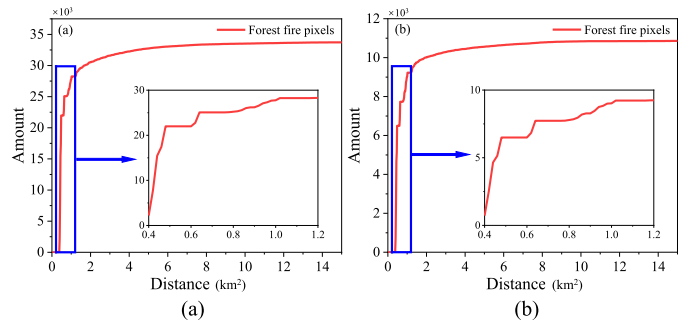 ×10³
(a)
Forest fire pixels
35
30
25
20
15
10
5
0
Amount
30
20
10
0
0.4 0.6 0.8 1.0 1.2
0 2 4 6 8 10 12 14
Distance (km²)
(a)
×10³
(b)
Forest fire pixels
12
10
8
6
4
2
0
Amount
10
5
0
0.4 0.6 0.8 1.0 1.2
0 2 4 6 8 10 12 14
Distance (km²)
(b)